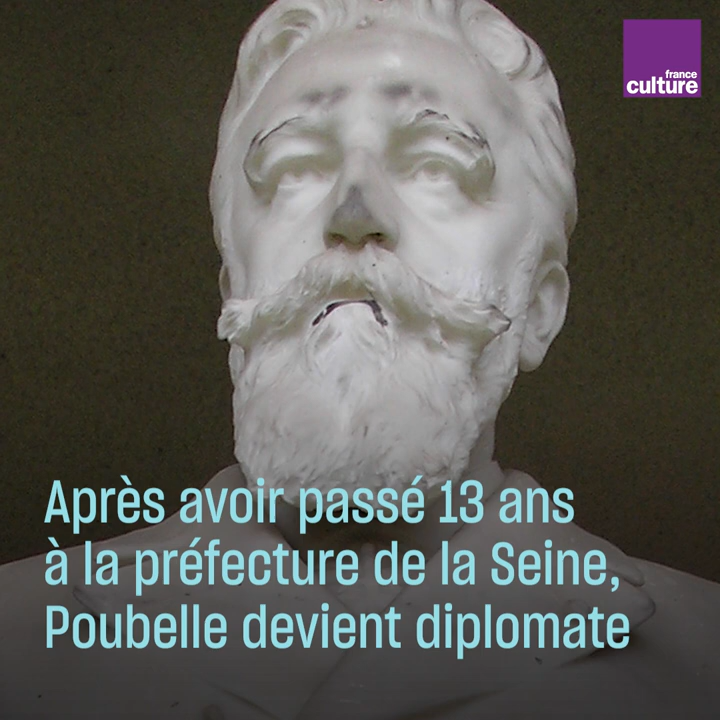 france
culture
Après avoir passé 13 ans
à la préfecture de la Seine,
Poubelle devient diplomate